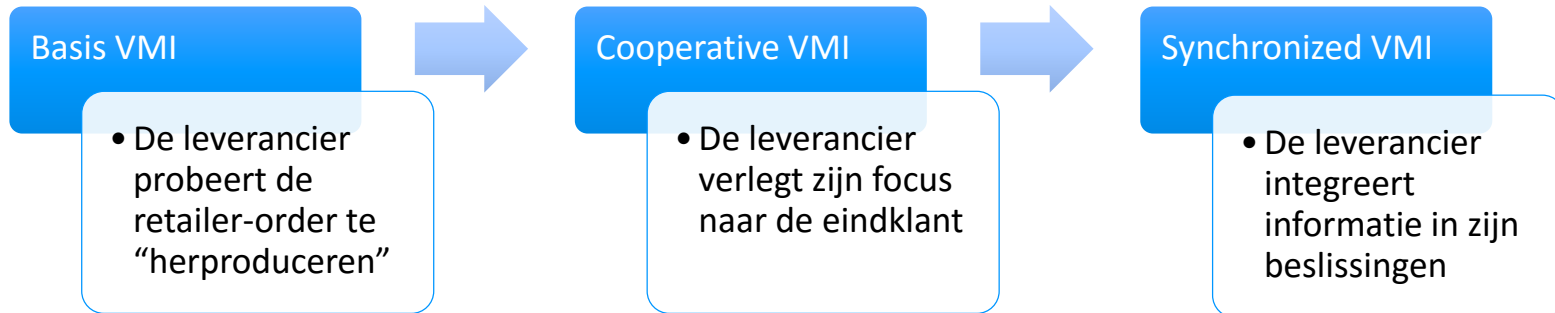 Basis VMI
• De leverancier
probeert de
retailer-order te
“herproduceren”
Cooperative VMI
• De leverancier
verlegt zijn focus
naar de eindklant
Synchronized VMI
• De leverancier
integreert
informatie in zijn
beslissingen